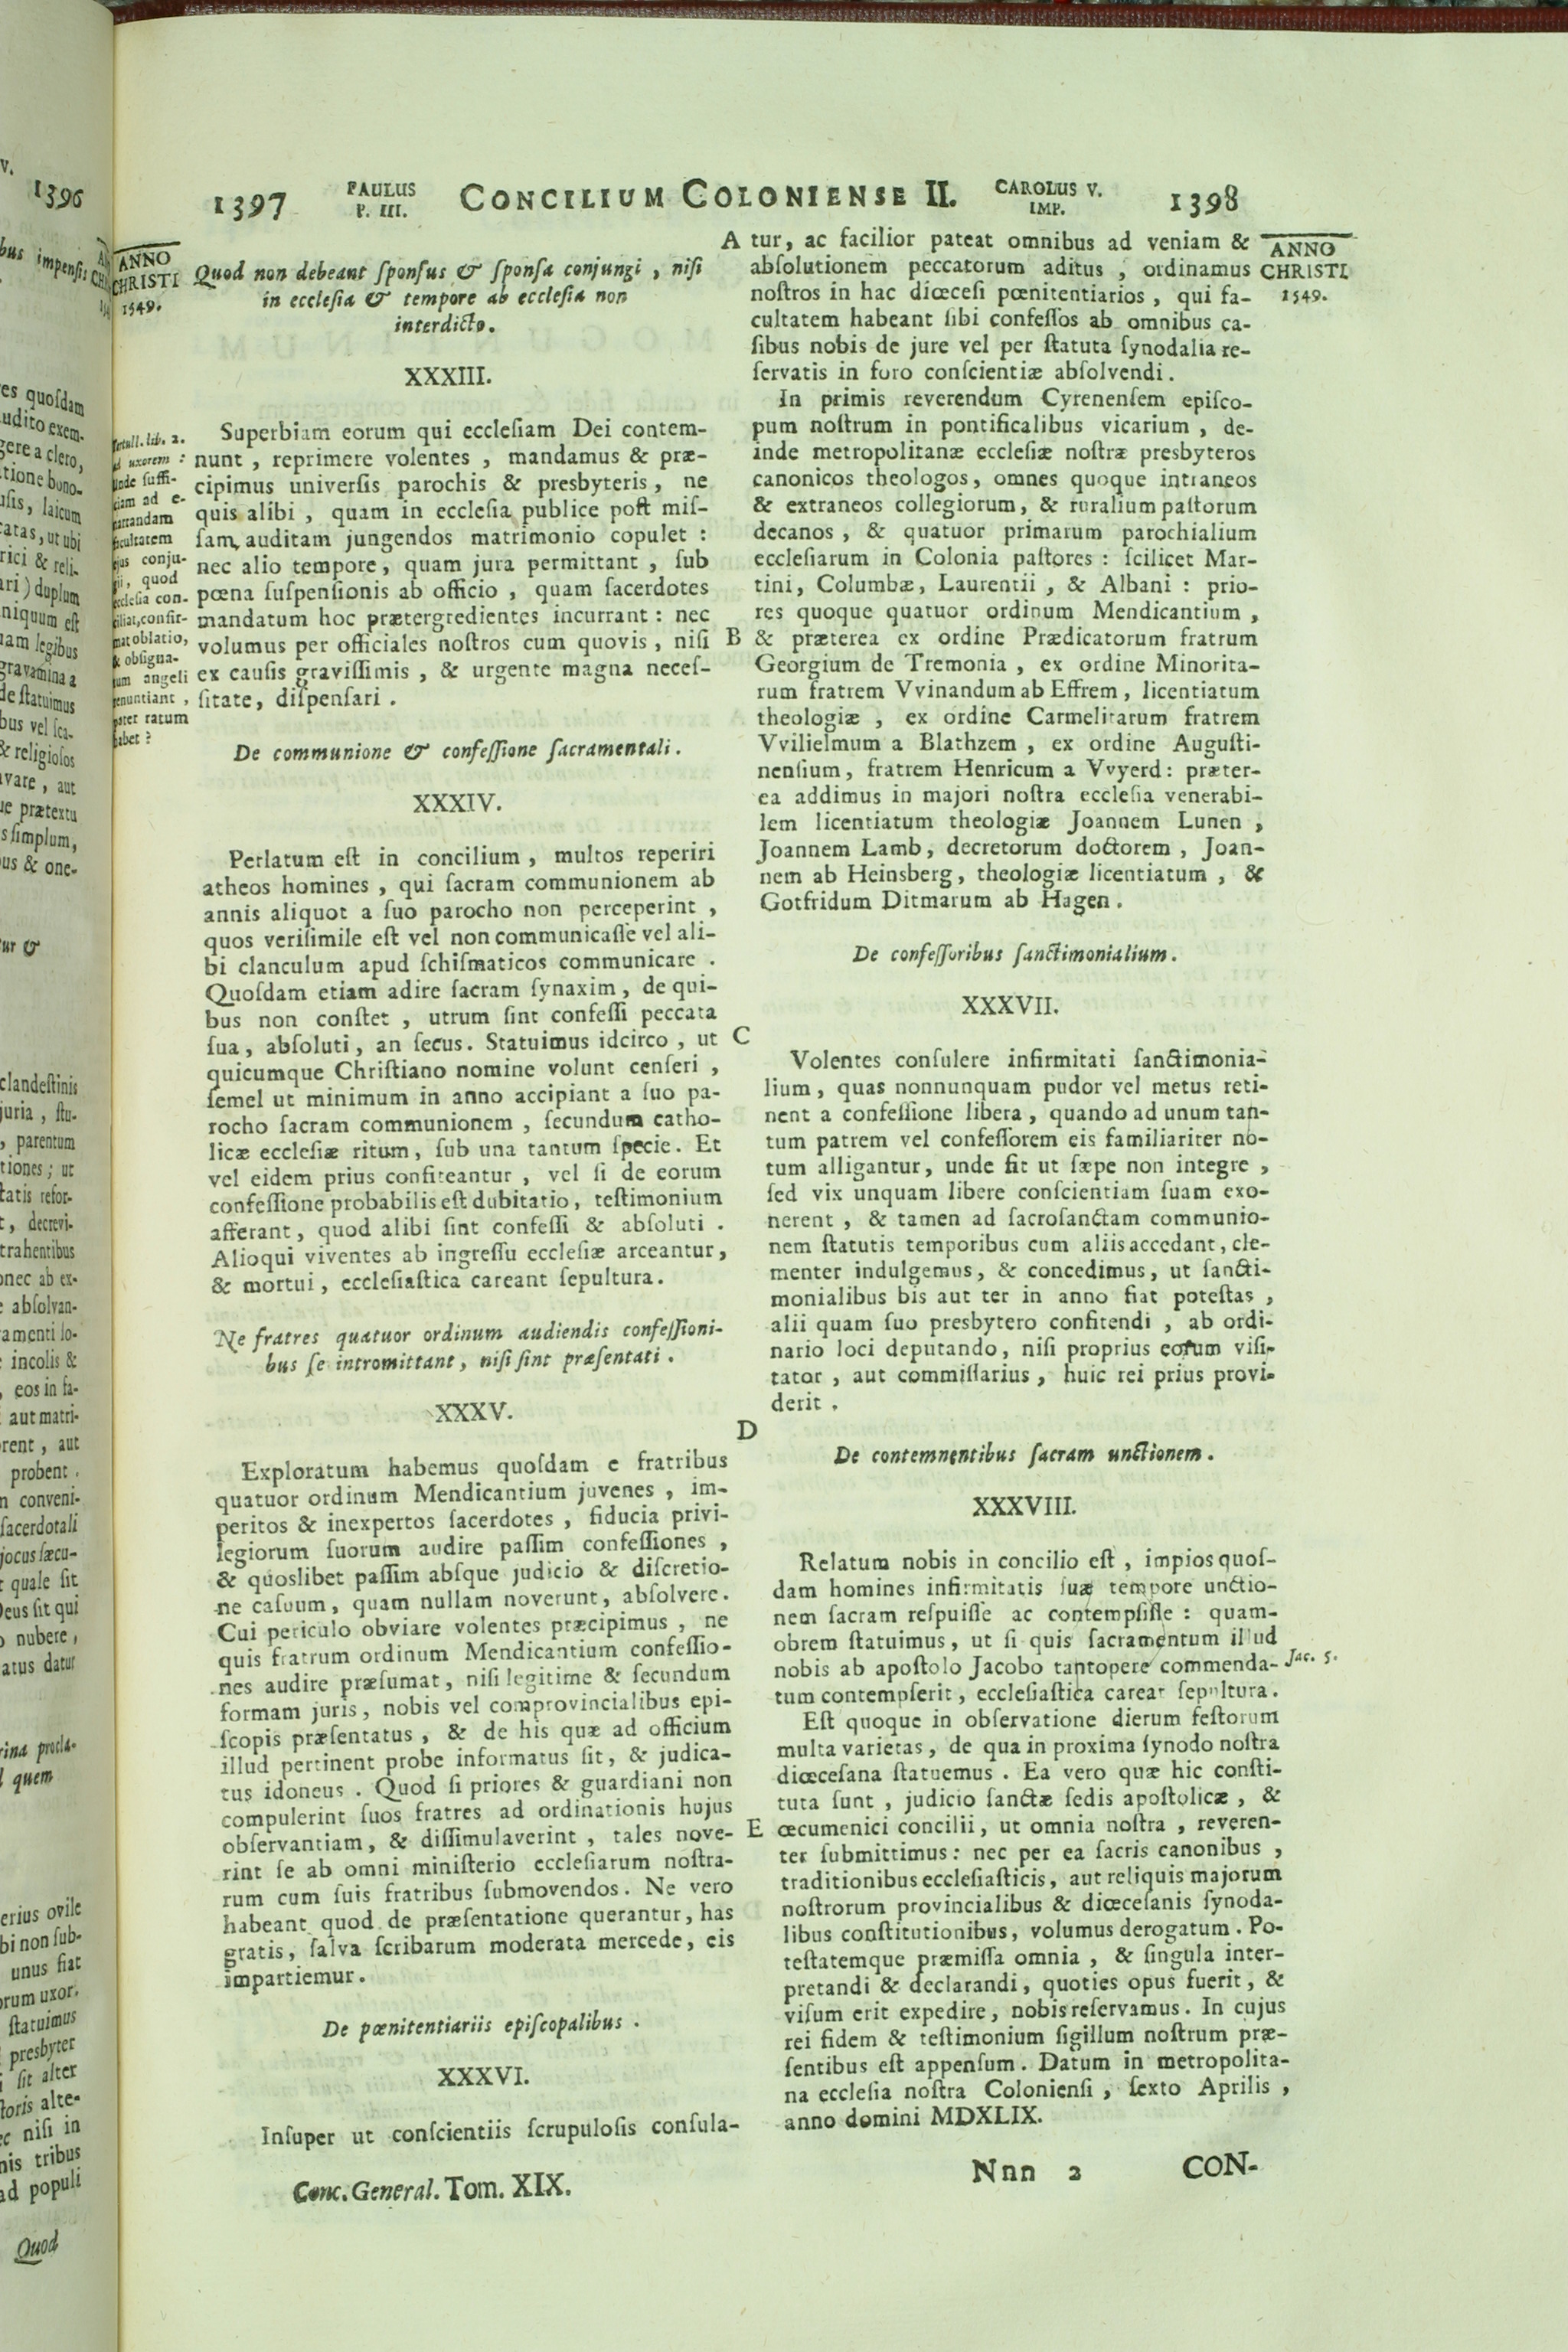 1397 PAULUS P. III. CONCILIUM COLONIENSE II. CAROLUS V. IMP. 1398
ANNO
CHRISTI
1549.
Quod non debeant ſponſus & ſponſa conjungi , niſi
in eccleſia & tempore ab eccleſia non
interdicto.
XXXIII.
Superbiam eorum qui eccleſiam Dei contem-
nunt , reprimere volentes , mandamus & præ-
cipimus univerſis parochis & presbyteris , ne
quis alibi , quam in eccleſia publice poſt miſ-
ſam auditam jungendos matrimonio copulet :
nec alio tempore, quam jura permittant , ſub
pœna ſuſpenſionis ab officio , quam ſacerdotes
mandatum hoc prætergredientes incurrant : nec
volumus per officiales noſtros cum quovis , niſi
ex cauſis graviſſimis , & urgente magna neceſ-
ſitate, diſpenſari .
ad uxorem :
unde ſuffi-
ciam ad e-
narrandam
facultatem
ejus conju-
gii, quod
eccleſia con-
ciliat, confir-
mat oblatio,
& obſigna-
tum angeli
renuntiant ,
pater ratum
habet ?
De communione & confeſſione ſacramentali.
XXXIV.
Perlatum eſt in concilium , multos reperiri
atheos homines , qui ſacram communionem ab
annis aliquot a ſuo parocho non perceperint ,
quos veriſimile eſt vel non communicaſſe vel ali-
bi clanculum apud ſchiſmaticos communicare .
Quoſdam etiam adire ſacram ſynaxim , de qui-
bus non conſtet , utrum ſint confeſſi peccata
ſua, abſoluti, an ſecus. Statuimus idcirco , ut
quicumque Chriſtiano nomine volunt cenſeri ,
ſemel ut minimum in anno accipiant a ſuo pa-
rocho ſacram communionem , ſecundum catho-
licæ eccleſiæ ritum, ſub una tantum ſpecie. Et
vel eidem prius confiteantur , vel ſi de eorum
confeſſione probabilis eſt dubitatio, teſtimonium
afferant, quod alibi ſint confeſſi & abſoluti .
Alioqui viventes ab ingreſſu eccleſiæ arceantur,
& mortui, eccleſiaſtica careant ſepultura.
Ne fratres quatuor ordinum audiendis confeſſioni-
bus ſe intromittant, niſi ſint præſentati .
XXXV.
Exploratum habemus quoſdam e fratribus
quatuor ordinum Mendicantium juvenes , im-
peritos & inexpertos ſacerdotes , fiducia privi-
legiorum ſuorum audire paſſim confeſſiones ,
& quoslibet paſſim abſque judicio & diſcretio-
ne caſuum, quam nullam noverunt, abſolvere.
Cui periculo obviare volentes præcipimus , ne
quis fratrum ordinum Mendicantium confeſſio-
nes audire præſumat, niſi legitime & ſecundum
formam juris, nobis vel comprovincialibus epi-
ſcopis præſentatus , & de his quæ ad officium
illud pertinent probe informatus ſit, & judica-
tus idoneus . Quod ſi priores & guardiani non
compulerint ſuos fratres ad ordinationis hujus
obſervantiam, & diſſimulaverint , tales nove-
rint ſe ab omni miniſterio eccleſiarum noſtra-
rum cum ſuis fratribus ſubmovendos. Ne vero
habeant quod de præſentatione querantur, has
gratis, ſalva ſcribarum moderata mercede, eis
impartiemur.
De pœnitentiariis epiſcopalibus .
XXXVI.
Inſuper ut conſcientiis ſcrupuloſis conſula-
Conc. General. Tom. XIX.
A
B
C
D
E
tur, ac facilior pateat omnibus ad veniam &
abſolutionem peccatorum aditus , ordinamus
noſtros in hac diœceſi pœnitentiarios , qui fa-
cultatem habeant ſibi confeſſos ab omnibus ca-
ſibus nobis de jure vel per ſtatuta ſynodalia re-
ſervatis in foro conſcientiæ abſolvendi.
In primis reverendum Cyrenenſem epiſco-
pum noſtrum in pontificalibus vicarium , de-
inde metropolitanæ eccleſiæ noſtræ presbyteros
canonicos theologos, omnes quoque intraneos
& extraneos collegiorum, & ruralium paſtorum
decanos , & quatuor primarum parochialium
eccleſiarum in Colonia paſtores : ſcilicet Mar-
tini, Columbæ, Laurentii , & Albani : prio-
res quoque quatuor ordinum Mendicantium ,
& præterea ex ordine Prædicatorum fratrum
Georgium de Tremonia , ex ordine Minorita-
rum fratrem Vvinandum ab Effrem, licentiatum
theologiæ , ex ordine Carmelitarum fratrem
Vvilielmum a Blathzem , ex ordine Auguſti-
nenſium, fratrem Henricum a Vvyerd: præter-
ea addimus in majori noſtra eccleſia venerabi-
lem licentiatum theologiæ Joannem Lunen ,
Joannem Lamb, decretorum doctorem , Joan-
nem ab Heinsberg, theologiæ licentiatum , &
Gotfridum Ditmarum ab Hagen.
De confeſſoribus ſanctimonialium.
XXXVII.
Volentes conſulere infirmitati ſanctimonia-
lium, quas nonnunquam pudor vel metus reti-
nent a confeſſione libera , quando ad unum tan-
tum patrem vel confeſſorem eis familiariter no-
tum alligantur, unde fit ut ſæpe non integre ,
ſed vix unquam libere conſcientiam ſuam exo-
nerent , & tamen ad ſacroſanctam communio-
nem ſtatutis temporibus cum aliis accedant, cle-
menter indulgemus, & concedimus, ut ſancti-
monialibus bis aut ter in anno fiat poteſtas ,
alii quam ſuo presbytero confitendi , ab ordi-
nario loci deputando, niſi proprius eorum viſi-
tator , aut commiſſarius, huic rei prius provi-
derit .
De contemnentibus ſacram unctionem.
XXXVIII.
Relatum nobis in concilio eſt , impios quoſ-
dam homines infirmitatis ſuæ tempore unctio-
nem ſacram reſpuiſſe ac contempſiſſe : quam-
obrem ſtatuimus, ut ſi quis ſacramentum illud
nobis ab apoſtolo Jacobo tantopere commenda-
tum contempſerit, eccleſiaſtica careat ſepultura.
Eſt quoque in obſervatione dierum feſtorum
multa varietas, de qua in proxima ſynodo noſtra
diœceſana ſtatuemus . Ea vero quæ hic conſti-
tuta ſunt , judicio ſanctæ ſedis apoſtolicæ, &
œcumenici concilii, ut omnia noſtra , reveren-
ter ſubmittimus: nec per ea ſacris canonibus ,
traditionibus eccleſiaſticis, aut reliquis majorum
noſtrorum provincialibus & diœceſanis ſynoda-
libus conſtitutionibus, volumus derogatum. Po-
teſtatemque præmiſſa omnia , & ſingula inter-
pretandi & declarandi, quoties opus fuerit, &
viſum erit expedire, nobis reſervamus. In cujus
rei fidem & teſtimonium ſigillum noſtrum præ-
ſentibus eſt appenſum. Datum in metropolita-
na eccleſia noſtra Colonienſi , ſexto Aprilis ,
anno domini MDXLIX.
ANNO
CHRISTI
1549.
Jac. 5.
Nnn 2 CON-
1396
Quod